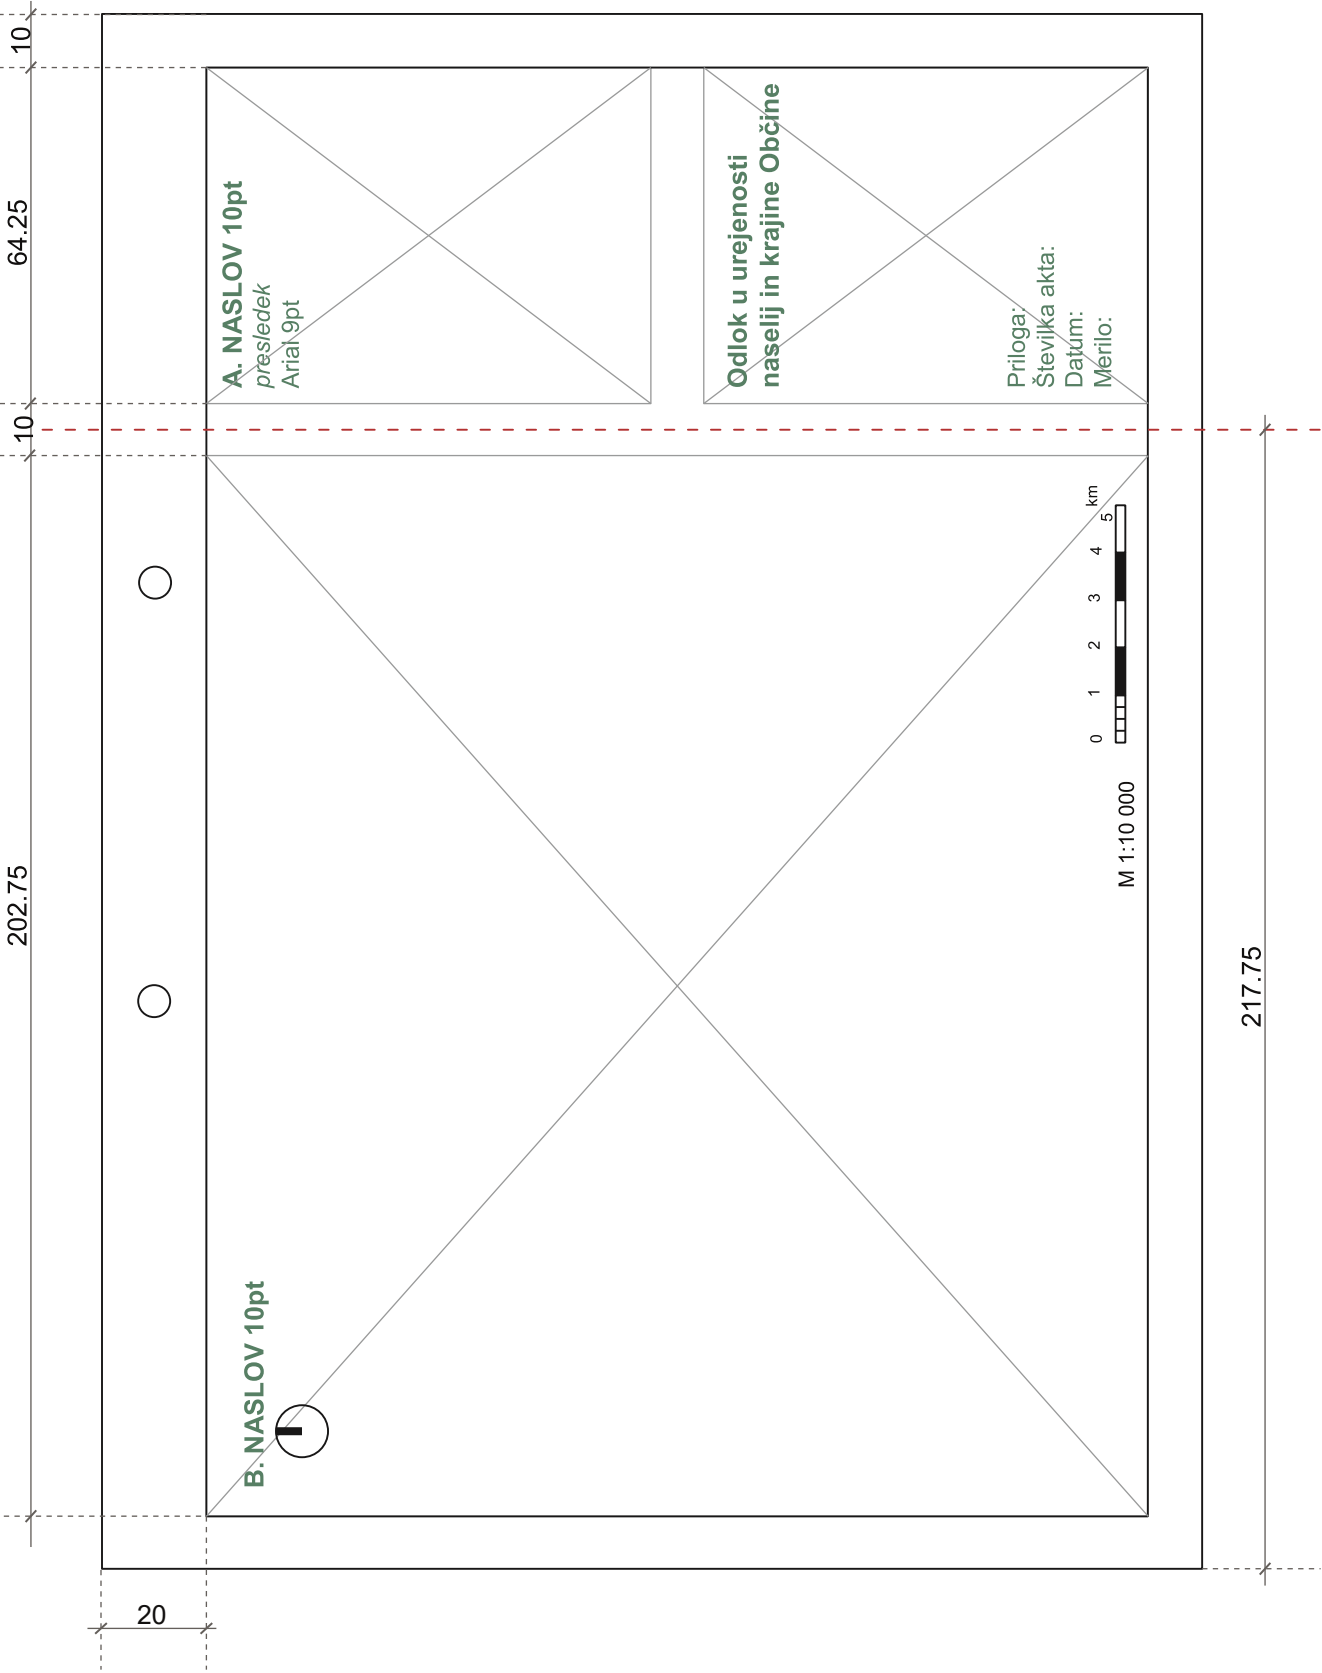 10
64.25
10
202.75
20
217.75
A. NASLOV 10pt
presledek
Arial 9pt
Odlok u urejenosti
naselij in krajine Občine
Priloga:
Številka akta:
Datum:
Merilo:
B. NASLOV 10pt
M 1:10 000
0 1 2 3 4 5 km